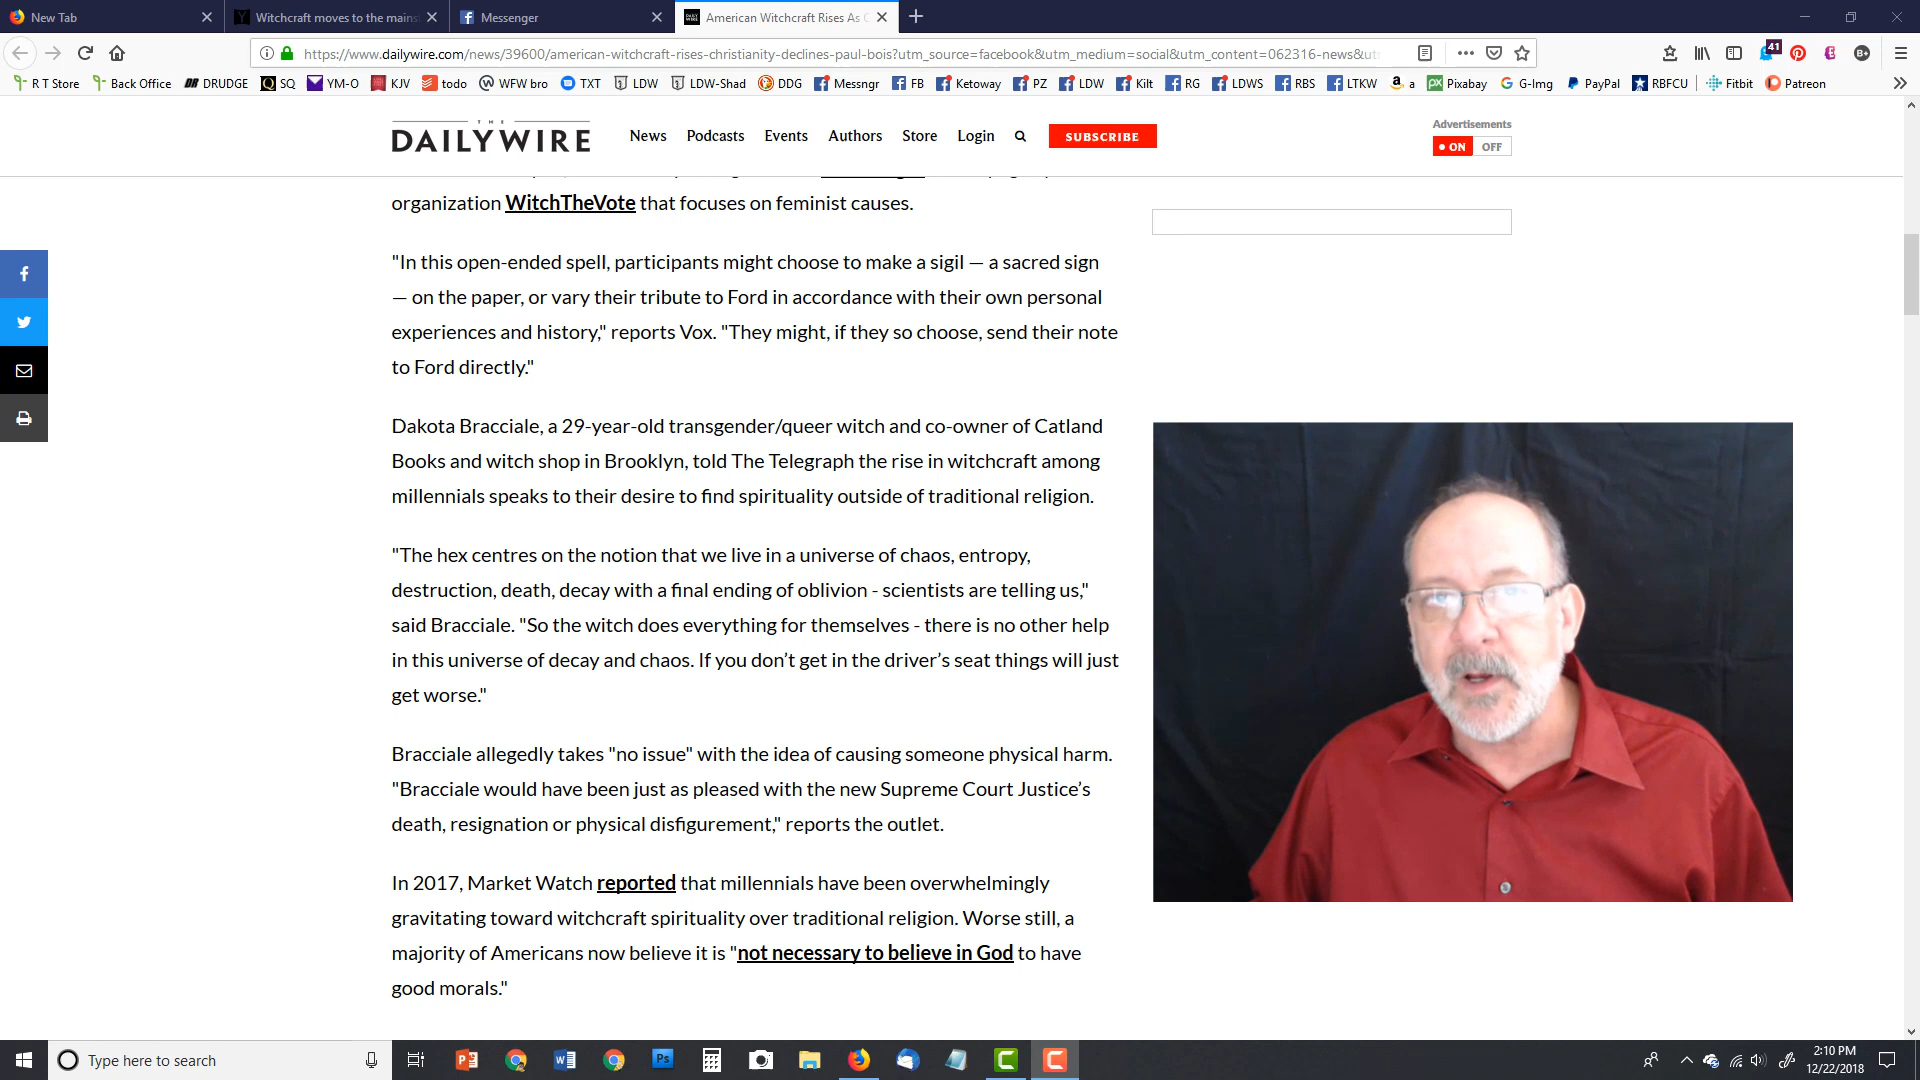 New Tab
Witchcraft moves to the mains
Messenger
American Witchcraft Rises As C
https://www.dailywire.com/news/39600/american-witchcraft-rises-christianity-declines-paul-bois?utm_source=facebook&utm_medium=social&utm_content=062316-news&ut
41
R T Store
Back Office
DRUDGE
SQ
YM-O
KJV
todo
WFW bro
TXT
LDW
LDW-Shad
DDG
Messngr
FB
Ketoway
PZ
LDW
Kilt
RG
LDWS
RBS
LTKW
a
Pixabay
G-Img
PayPal
RBFCU
Fitbit
Patreon
THE
DAILYWIRE
News
Podcasts
Events
Authors
Store
Login
SUBSCRIBE
Advertisements
ON OFF
organization WitchTheVote that focuses on feminist causes.
"In this open-ended spell, participants might choose to make a sigil — a sacred sign
— on the paper, or vary their tribute to Ford in accordance with their own personal
experiences and history," reports Vox. "They might, if they so choose, send their note
to Ford directly."
Dakota Bracciale, a 29-year-old transgender/queer witch and co-owner of Catland
Books and witch shop in Brooklyn, told The Telegraph the rise in witchcraft among
millennials speaks to their desire to find spirituality outside of traditional religion.
"The hex centres on the notion that we live in a universe of chaos, entropy,
destruction, death, decay with a final ending of oblivion - scientists are telling us,"
said Bracciale. "So the witch does everything for themselves - there is no other help
in this universe of decay and chaos. If you don’t get in the driver’s seat things will just
get worse."
Bracciale allegedly takes "no issue" with the idea of causing someone physical harm.
"Bracciale would have been just as pleased with the new Supreme Court Justice’s
death, resignation or physical disfigurement," reports the outlet.
In 2017, Market Watch reported that millennials have been overwhelmingly
gravitating toward witchcraft spirituality over traditional religion. Worse still, a
majority of Americans now believe it is "not necessary to believe in God to have
good morals."
Type here to search
2:10 PM
12/22/2018